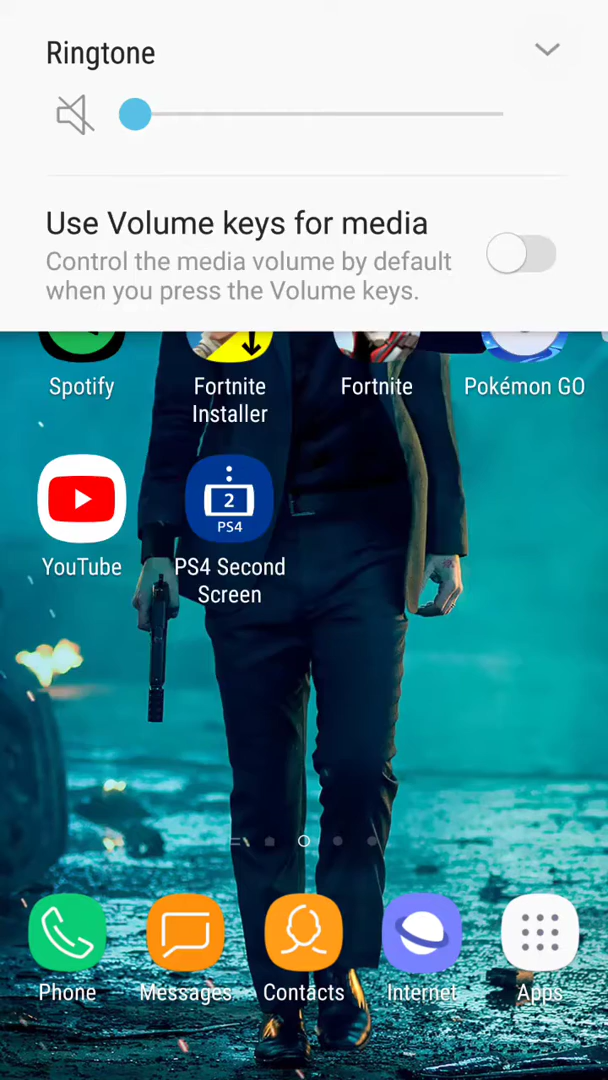 Ringtone
Use Volume keys for media
Control the media volume by default
when you press the Volume keys.
Spotify
Fortnite
Installer
Fortnite
Pokémon GO
2
PS4
YouTube
PS4 Second
Screen
Phone
Messages
Contacts
Internet
Apps